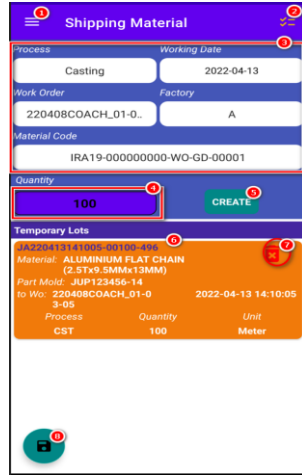 1
2
Shipping Material
3
Process Working Date
Casting 2022-04-13
Work Order Factory
220408COACH_01-0.. A
Material Code
IRA19-000000000-WO-GD-00001
Quantity
4
100
5
CREATE
Temporary Lots
6
JA220413141005-00100-496
7
Material: ALUMINIUM FLAT CHAIN
(2.5Tx9.5MMx13MM)
Part Mold: JUP123456-14
to Wo: 220408COACH_01-0 2022-04-13 14:10:05
3-05
Process Quantity Unit
CST 100 Meter
8